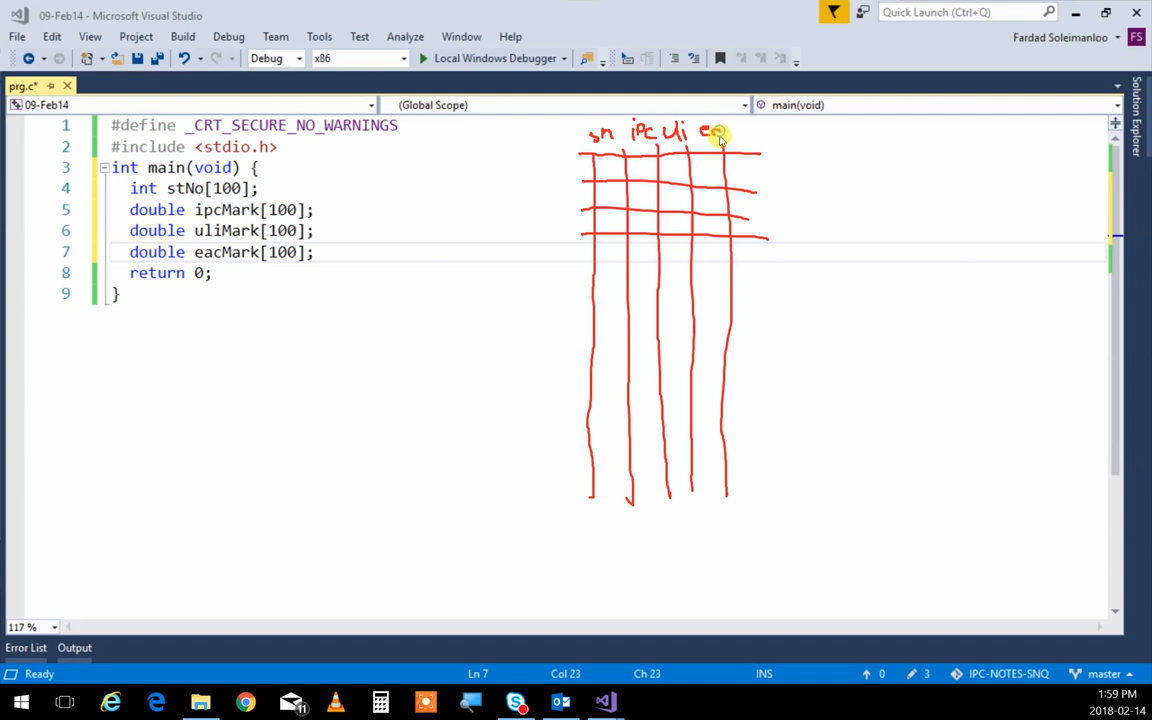 09-Feb14 - Microsoft Visual Studio
Quick Launch (Ctrl+Q)
File Edit View Project Build Debug Team Tools Test Analyze Window Help
Fardad Soleimanloo FS
Debug x86 Local Windows Debugger
prg.c*
09-Feb14 (Global Scope) main(void)
Solution Explorer
sn ipc uli
1 #define _CRT_SECURE_NO_WARNINGS
2 #include <stdio.h>
3 int main(void) {
4 int stNo[100];
5 double ipcMark[100];
6 double uliMark[100];
7 double eacMark[100];
8 return 0;
9 }
117 %
Error List Output
Ready Ln 7 Col 23 Ch 23 INS 0 3 IPC-NOTES-SNQ master
11
1:59 PM
2018-02-14